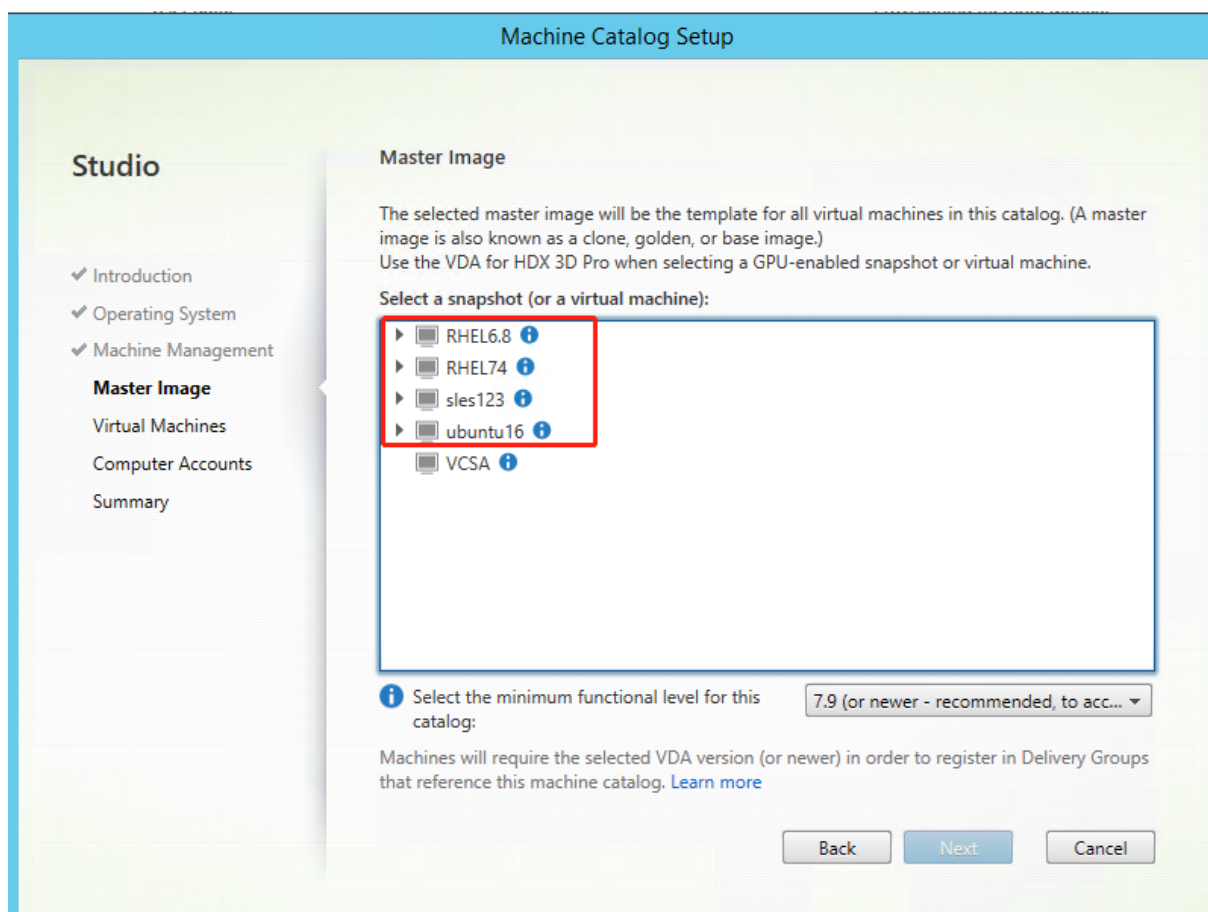 Machine Catalog Setup
Studio
Introduction
Operating System
Machine Management
Master Image
Virtual Machines
Computer Accounts
Summary
Master Image
The selected master image will be the template for all virtual machines in this catalog. (A master
image is also known as a clone, golden, or base image.)
Use the VDA for HDX 3D Pro when selecting a GPU-enabled snapshot or virtual machine.
Select a snapshot (or a virtual machine):
RHEL6.8
RHEL74
sles123
ubuntu16
VCSA
Select the minimum functional level for this
catalog:
7.9 (or newer - recommended, to acc...
Machines will require the selected VDA version (or newer) in order to register in Delivery Groups
that reference this machine catalog. Learn more
Back
Next
Cancel